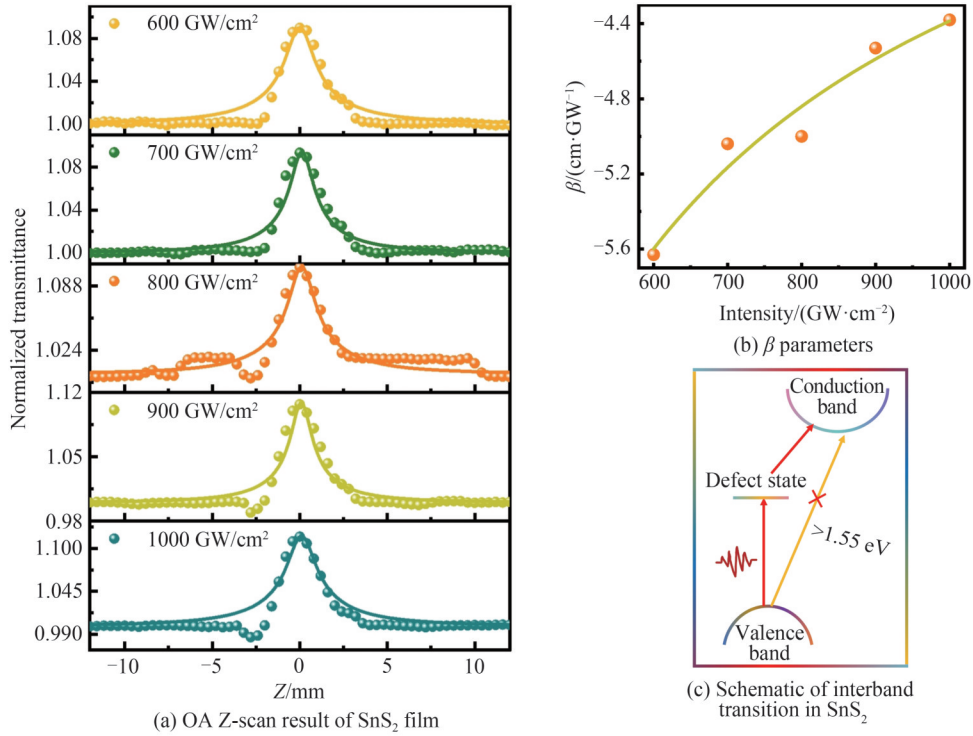 Normalized transmittance
600 GW/cm²
1.08
1.04
1.00
700 GW/cm²
1.08
1.04
1.00
800 GW/cm²
1.088
1.024
1.12
900 GW/cm²
1.05
0.98
1000 GW/cm²
1.100
1.045
0.990
−10 −5 0 5 10
Z/mm
(a) OA Z-scan result of SnS₂ film
β/(cm·GW⁻¹)
−4.4
−4.8
−5.2
−5.6
600 700 800 900 1000
Intensity/(GW·cm⁻²)
(b) β parameters
Conduction
band
Defect state
>1.55 eV
Valence
band
(c) Schematic of interband
transition in SnS₂